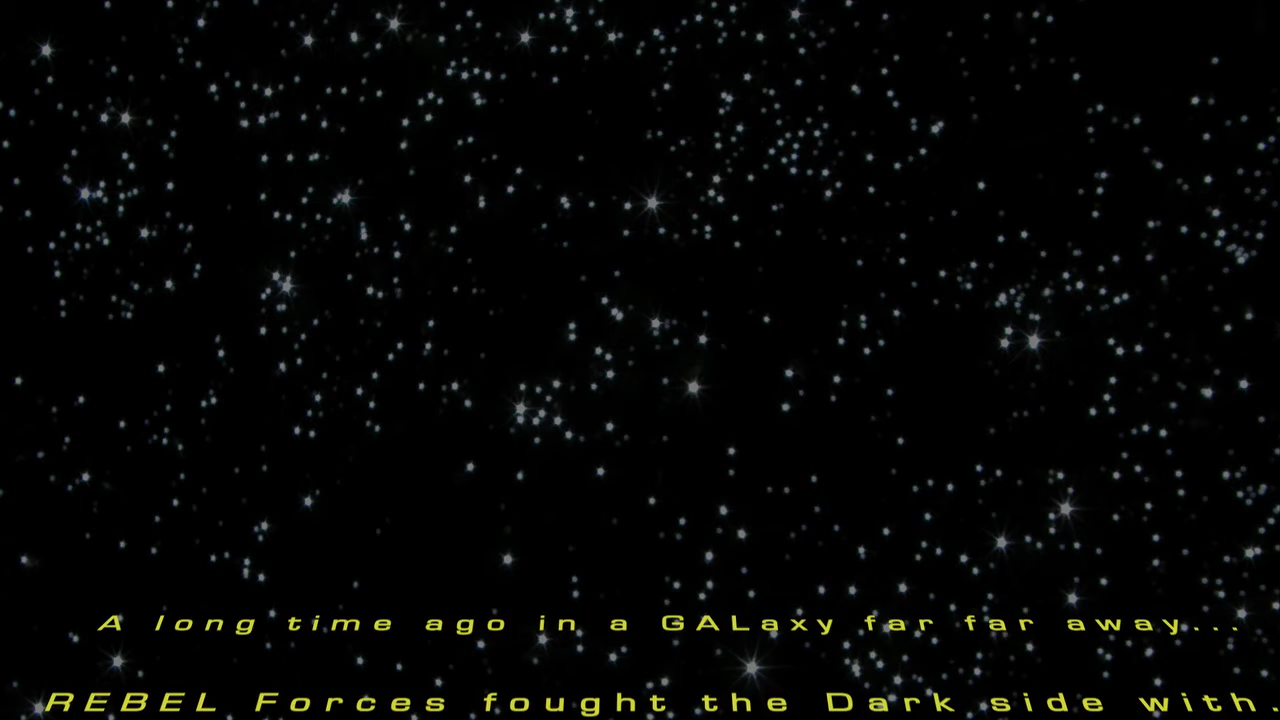 A long time ago in a GALaxy far far away...
REBEL Forces fought the Dark side with.